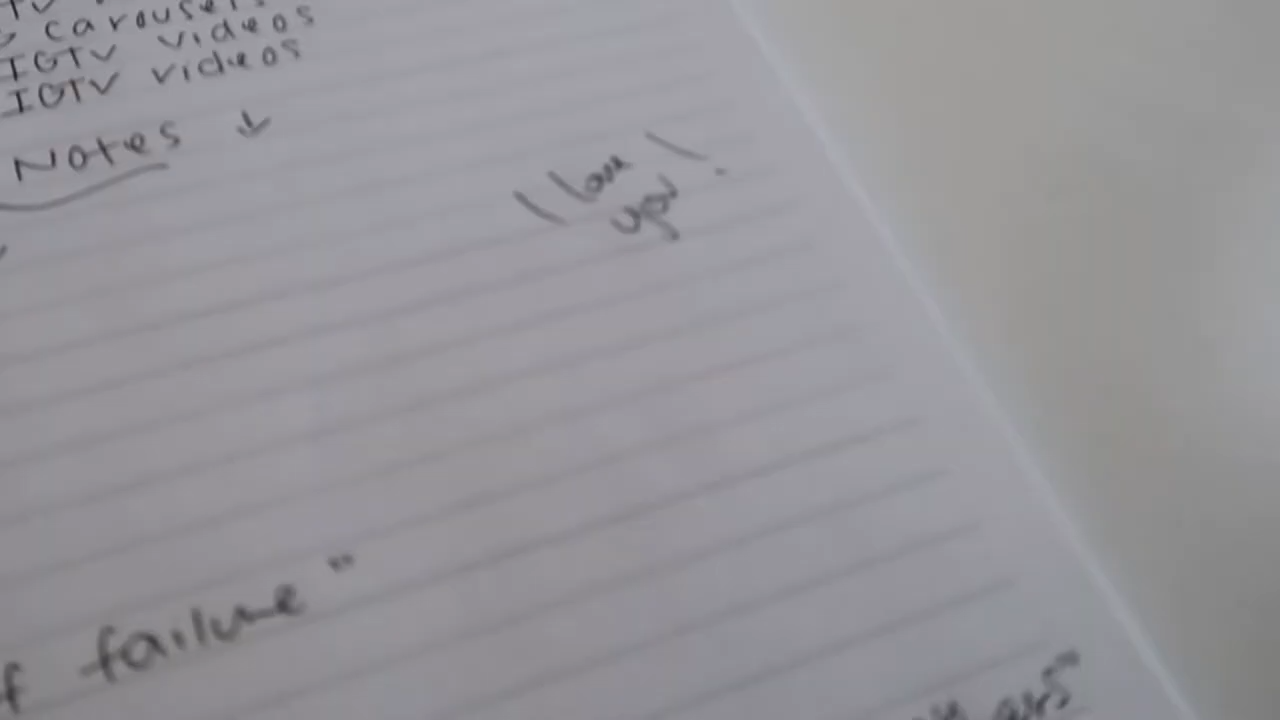 carousel
IGTV videos
IGTV videos
Notes ↓
\ I love /
you!
failure"